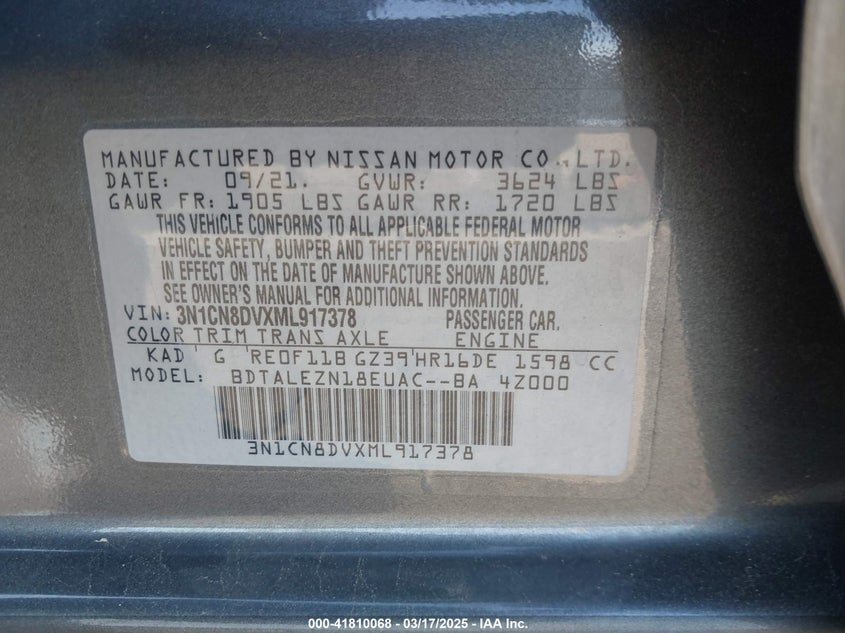 MANUFACTURED BY NISSAN MOTOR CO., LTD.
DATE: 09/21. GVWR: 3624 LBS
GAWR FR: 1905 LBS GAWR RR: 1720 LBS
THIS VEHICLE CONFORMS TO ALL APPLICABLE FEDERAL MOTOR
VEHICLE SAFETY, BUMPER AND THEFT PREVENTION STANDARDS
IN EFFECT ON THE DATE OF MANUFACTURE SHOWN ABOVE.
SEE OWNER'S MANUAL FOR ADDITIONAL INFORMATION.
VIN: 3N1CN8DVXML917378 PASSENGER CAR.
COLOR TRIM TRANS AXLE ENGINE
KAD G RE0F11B GZ39 HR16DE 1598 CC
MODEL: BDTALEZN18EUAC--BA 4Z000
3N1CN8DVXML917378
000-41810068 - 03/17/2025 - IAA Inc.